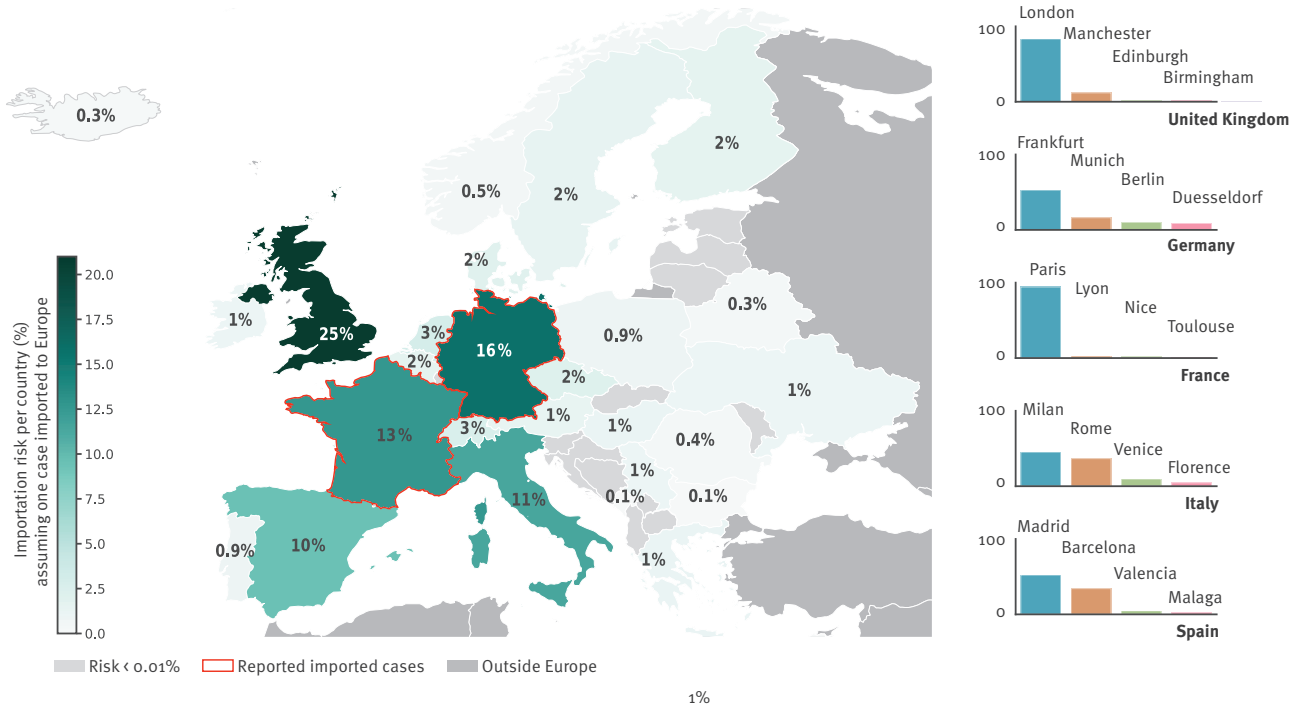 0.3%
0.5%
2%
2%
2%
1%
25%
3%
2%
16%
0.9%
0.3%
2%
1%
13%
3%
1%
1%
0.4%
1%
0.1%
0.1%
11%
0.9%
10%
1%
Importation risk per country (%)
assuming one case imported to Europe
20.0
17.5
15.0
12.5
10.0
7.5
5.0
2.5
0.0
Risk < 0.01%
Reported imported cases
Outside Europe
1%
100
0
London
Manchester
Edinburgh
Birmingham
United Kingdom
100
0
Frankfurt
Munich
Berlin
Duesseldorf
Germany
100
0
Paris
Lyon
Nice
Toulouse
France
100
0
Milan
Rome
Venice
Florence
Italy
100
0
Madrid
Barcelona
Valencia
Malaga
Spain